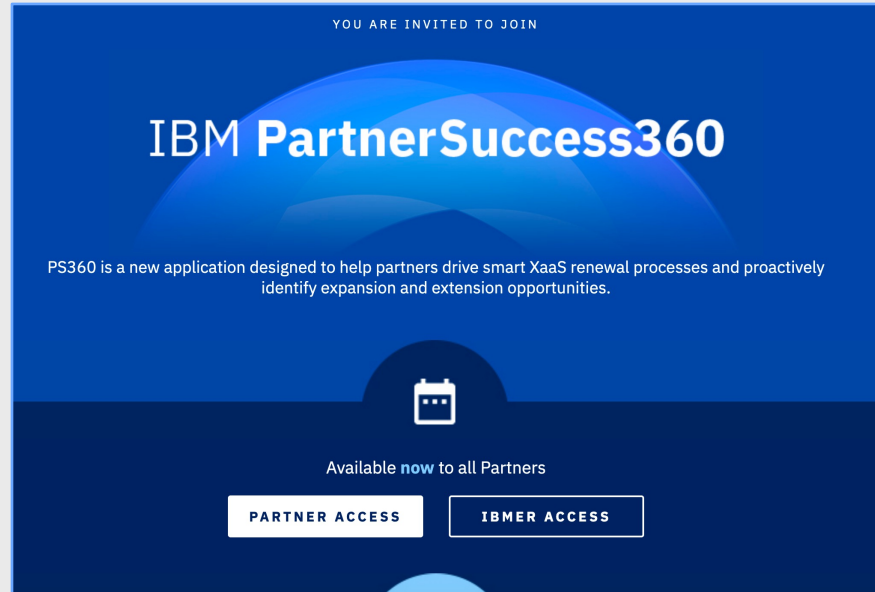 YOU ARE INVITED TO JOIN
IBM PartnerSuccess360
PS360 is a new application designed to help partners drive smart XaaS renewal processes and proactively
identify expansion and extension opportunities.
Available now to all Partners
PARTNER ACCESS
IBMER ACCESS